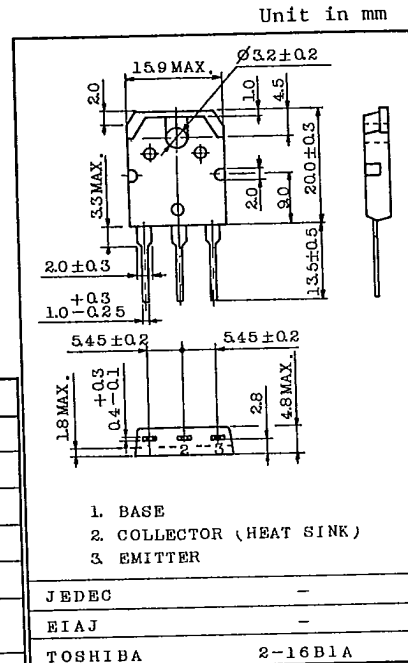 Unit in mm
15.9 MAX.
Ø3.2±0.2
2.0
1.0
4.5
3.3 MAX.
2.0
9.0
20.0±0.3
2.0±0.3
13.5±0.5
+0.3
1.0-0.25
5.45±0.2
5.45±0.2
1.8 MAX.
+0.3
0.4-0.1
2.8
4.8 MAX.
2
3
1. BASE
2. COLLECTOR (HEAT SINK)
3. EMITTER
JEDEC –
EIAJ –
TOSHIBA 2-16B1A